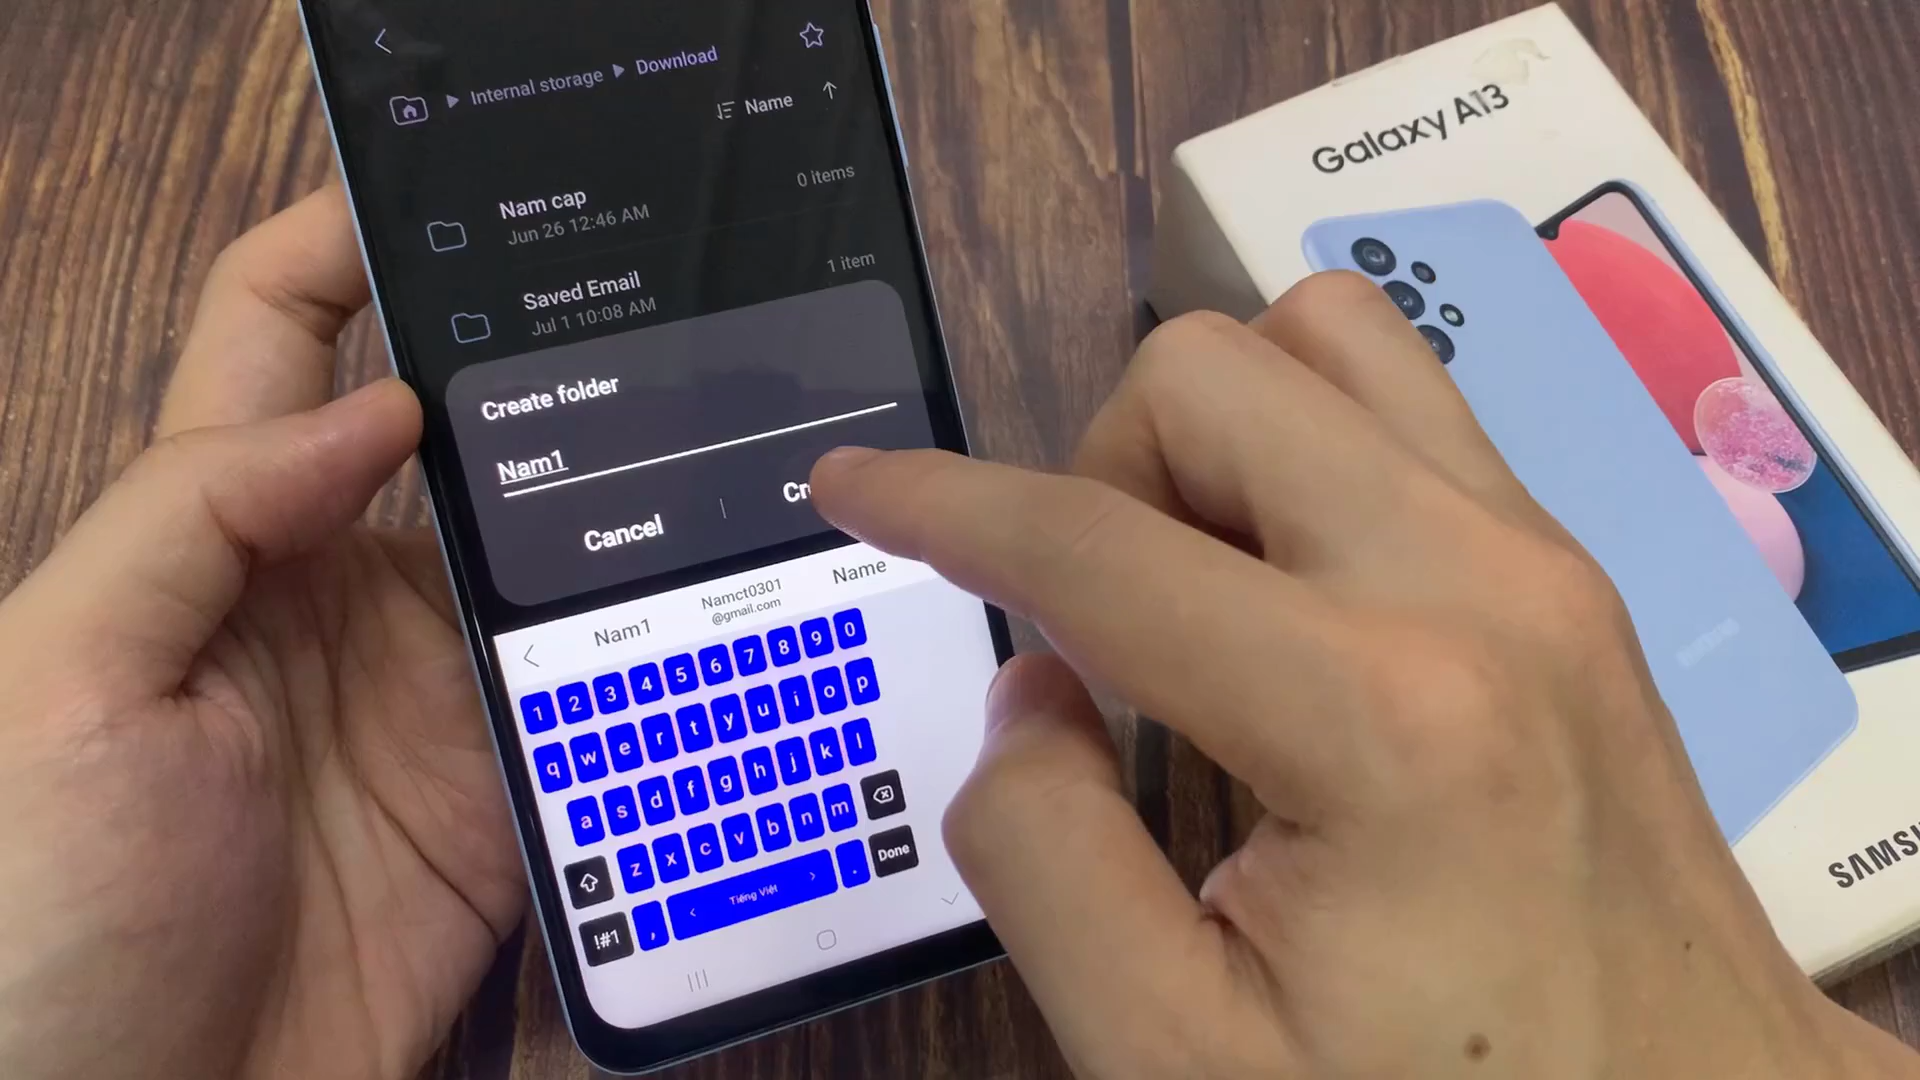 Internal storage ▶ Download
Name
Nam cap
0 items
Jun 26 12:46 AM
Saved Email
1 item
Jul 1 10:08 AM
Create folder
Nam1
Cancel
Nam1
Namct0301
@gmail.com
Name
1 2 3 4 5 6 7 8 9 0
q w e r t y u i o p
a s d f g h j k l
z x c v b n m
!#1 , < Tiếng Việt > . Done
Galaxy A13